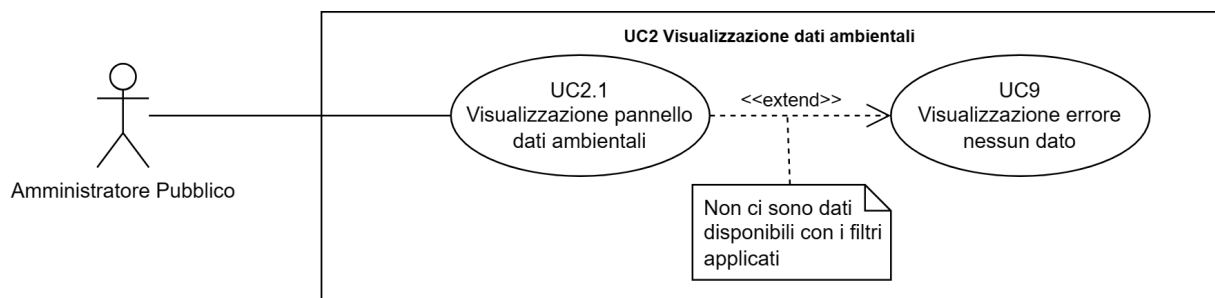 UC2 Visualizzazione dati ambientali
UC2.1
Visualizzazione pannello
dati ambientali
<<extend>>
UC9
Visualizzazione errore
nessun dato
Amministratore Pubblico
Non ci sono dati
disponibili con i filtri
applicati